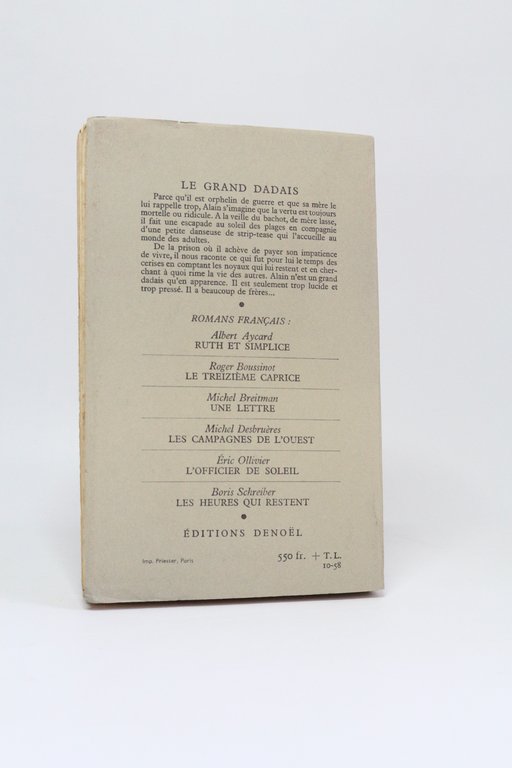 LE GRAND DADAIS
Parce qu'il est orphelin de guerre et que sa mère le
lui rappelle trop, Alain s'imagine que la vertu est toujours
mortelle ou ridicule. A la veille du bachot, de mère lasse,
il fait une escapade au soleil des plages en compagnie
d'une petite danseuse de strip-tease qui l'accueille au
monde des adultes.
De la prison où il achève de payer son impatience
de vivre, il nous raconte ce qui fut pour lui le temps des
cerises en comptant les noyaux qui lui restent et en cher-
chant à quoi rime la vie des autres. Alain n'est un grand
dadais qu'en apparence. Il est seulement trop lucide et
trop pressé. Il a beaucoup de frères...
ROMANS FRANÇAIS :
Albert Aycard
RUTH ET SIMPLICE
Roger Boussinot
LE TREIZIÈME CAPRICE
Michel Breitman
UNE LETTRE
Michel Desbruères
LES CAMPAGNES DE L'OUEST
Éric Ollivier
L'OFFICIER DE SOLEIL
Boris Schreiber
LES HEURES QUI RESTENT
ÉDITIONS DENOËL
Imp. Priester, Paris
550 fr. + T. L.
10-58